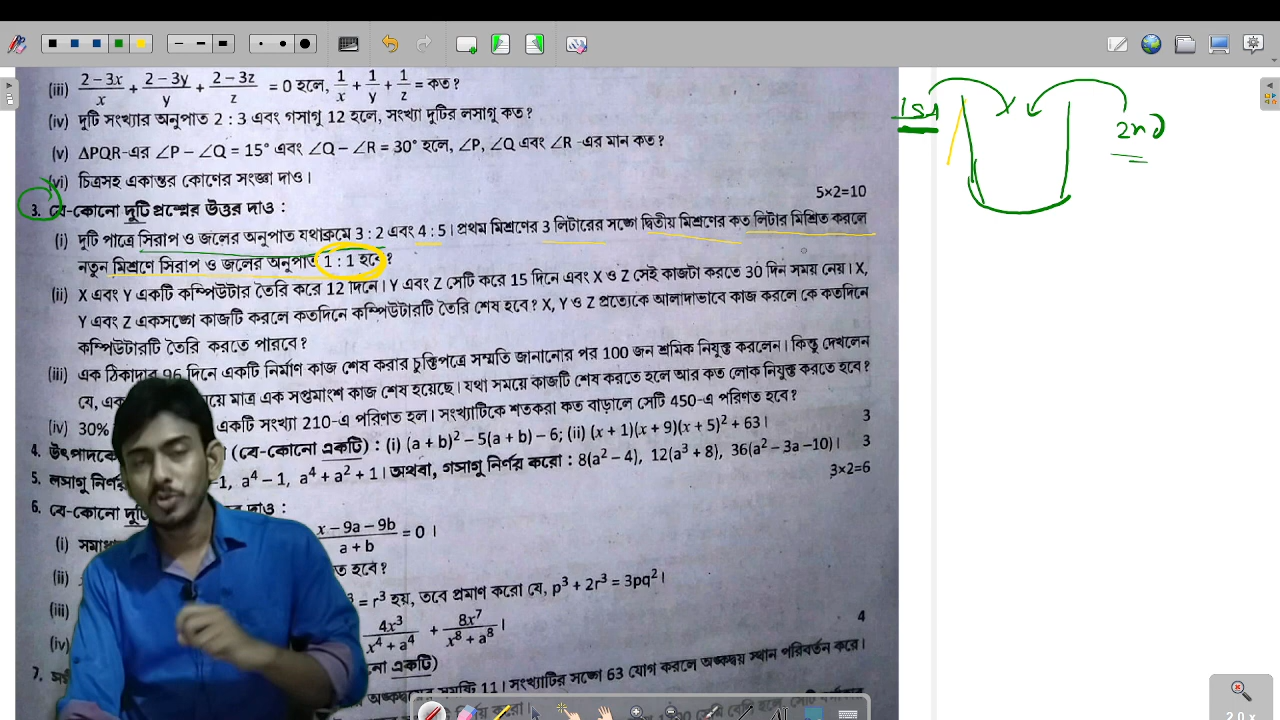 (iii) (2 − 3x)/x + (2 − 3y)/y + (2 − 3z)/z = 0 হলে, 1/x + 1/y + 1/z = কত?
(iv) দুটি সংখ্যার অনুপাত 2 : 3 এবং গসাগু 12 হলে, সংখ্যা দুটির লসাগু কত?
(v) ΔPQR-এর ∠P − ∠Q = 15° এবং ∠Q − ∠R = 30° হলে, ∠P, ∠Q এবং ∠R -এর মান কত?
(vi) চিত্রসহ একান্তর কোণের সংজ্ঞা দাও।
3. যে-কোনো দুটি প্রশ্নের উত্তর দাও : 5×2=10
(i) দুটি পাত্রে সিরাপ ও জলের অনুপাত যথাক্রমে 3 : 2 এবং 4 : 5। প্রথম মিশ্রণের 3 লিটারের সঙ্গে দ্বিতীয় মিশ্রণের কত লিটার মিশ্রিত করলে
নতুন মিশ্রনে সিরাপ ও জলের অনুপাত 1 : 1 হবে?
(ii) X এবং Y একটি কম্পিউটার তৈরি করে 12 দিনে। Y এবং Z সেটি করে 15 দিনে এবং X ও Z সেই কাজটা করতে 30 দিন সময় নেয়। X,
Y এবং Z একসঙ্গে কাজটি করলে কতদিনে কম্পিউটারটি তৈরি শেষ হবে? X, Y ও Z প্রত্যেকে আলাদাভাবে কাজ করলে কে কতদিনে
কম্পিউটারটি তৈরি করতে পারবে?
(iii) এক ঠিকাদার 96 দিনে একটি নির্মাণ কাজ শেষ করার চুক্তিপত্রে সম্মতি জানানোর পর 100 জন শ্রমিক নিযুক্ত করলেন। কিন্তু দেখলেন
যে, একই সময়ে মাত্র এক সপ্তমাংশ কাজ শেষ হয়েছে। যথা সময়ে কাজটি শেষ করতে হলে আর কত লোক নিযুক্ত করতে হবে?
(iv) 30% একটি সংখ্যা 210-এ পরিণত হল। সংখ্যাটিকে শতকরা কত বাড়ালে সেটি 450-এ পরিণত হবে?
4. উৎপাদকে (যে-কোনো একটি) : (i) (a + b)² − 5(a + b) − 6; (ii) (x + 1)(x + 9)(x + 5)² + 63। 3
5. লসাগু নির্ণয় −1, a⁴ − 1, a⁴ + a² + 1। অথবা, গসাগু নির্ণয় করো : 8(a² − 4), 12(a³ + 8), 36(a² − 3a −10)। 3
6. যে-কোনো দুটি দাও : 3×2=6
(i) (x − 9a − 9b)/(a + b) = 0 ।
(ii) হবে?
(iii) ³ = r³ হয়, তবে প্রমাণ করো যে, p³ + 2r³ = 3pq²।
(iv) 4x³/(x⁴ + a⁴) + 8x⁷/(x⁸ + a⁸)।
7. একটি) 4
11। সংখ্যাটির সঙ্গে 63 যোগ করলে অঙ্কদ্বয় স্থান পরিবর্তন করে।
1st X 2nd
2.0 x